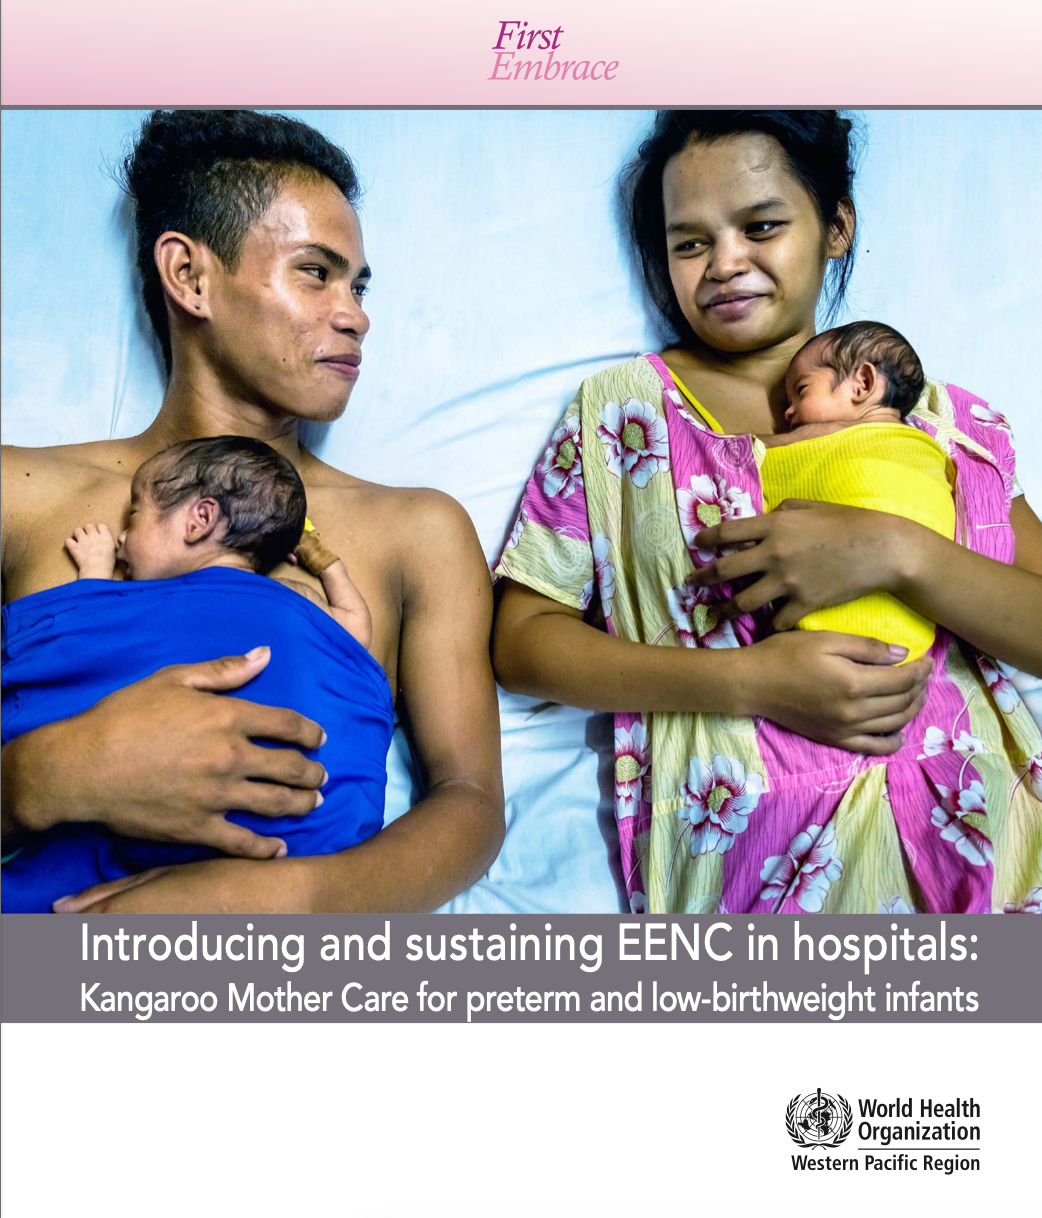 First
Embrace
Introducing and sustaining EENC in hospitals:
Kangaroo Mother Care for preterm and low-birthweight infants
World Health
Organization
Western Pacific Region